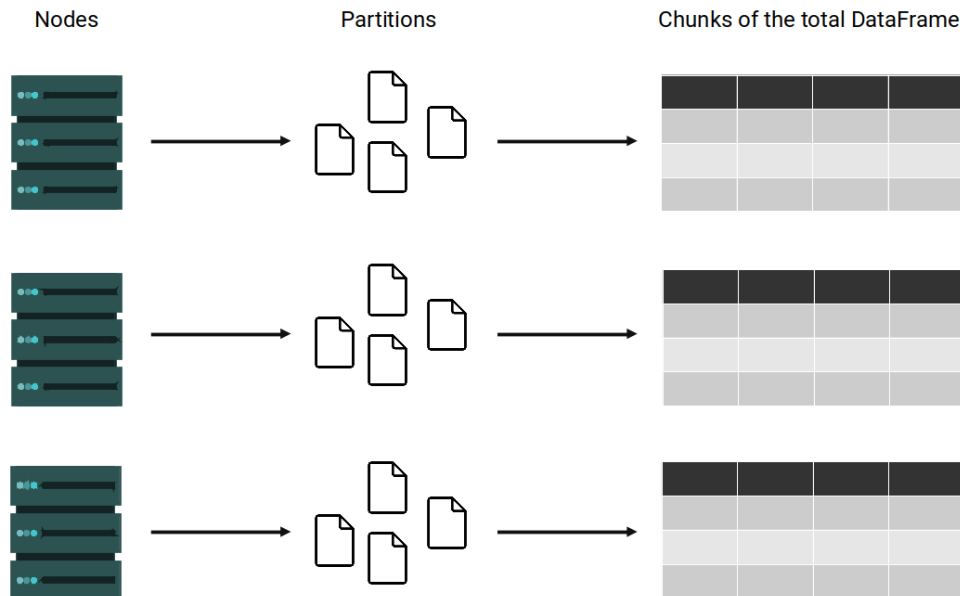 Nodes
Partitions
Chunks of the total DataFrame